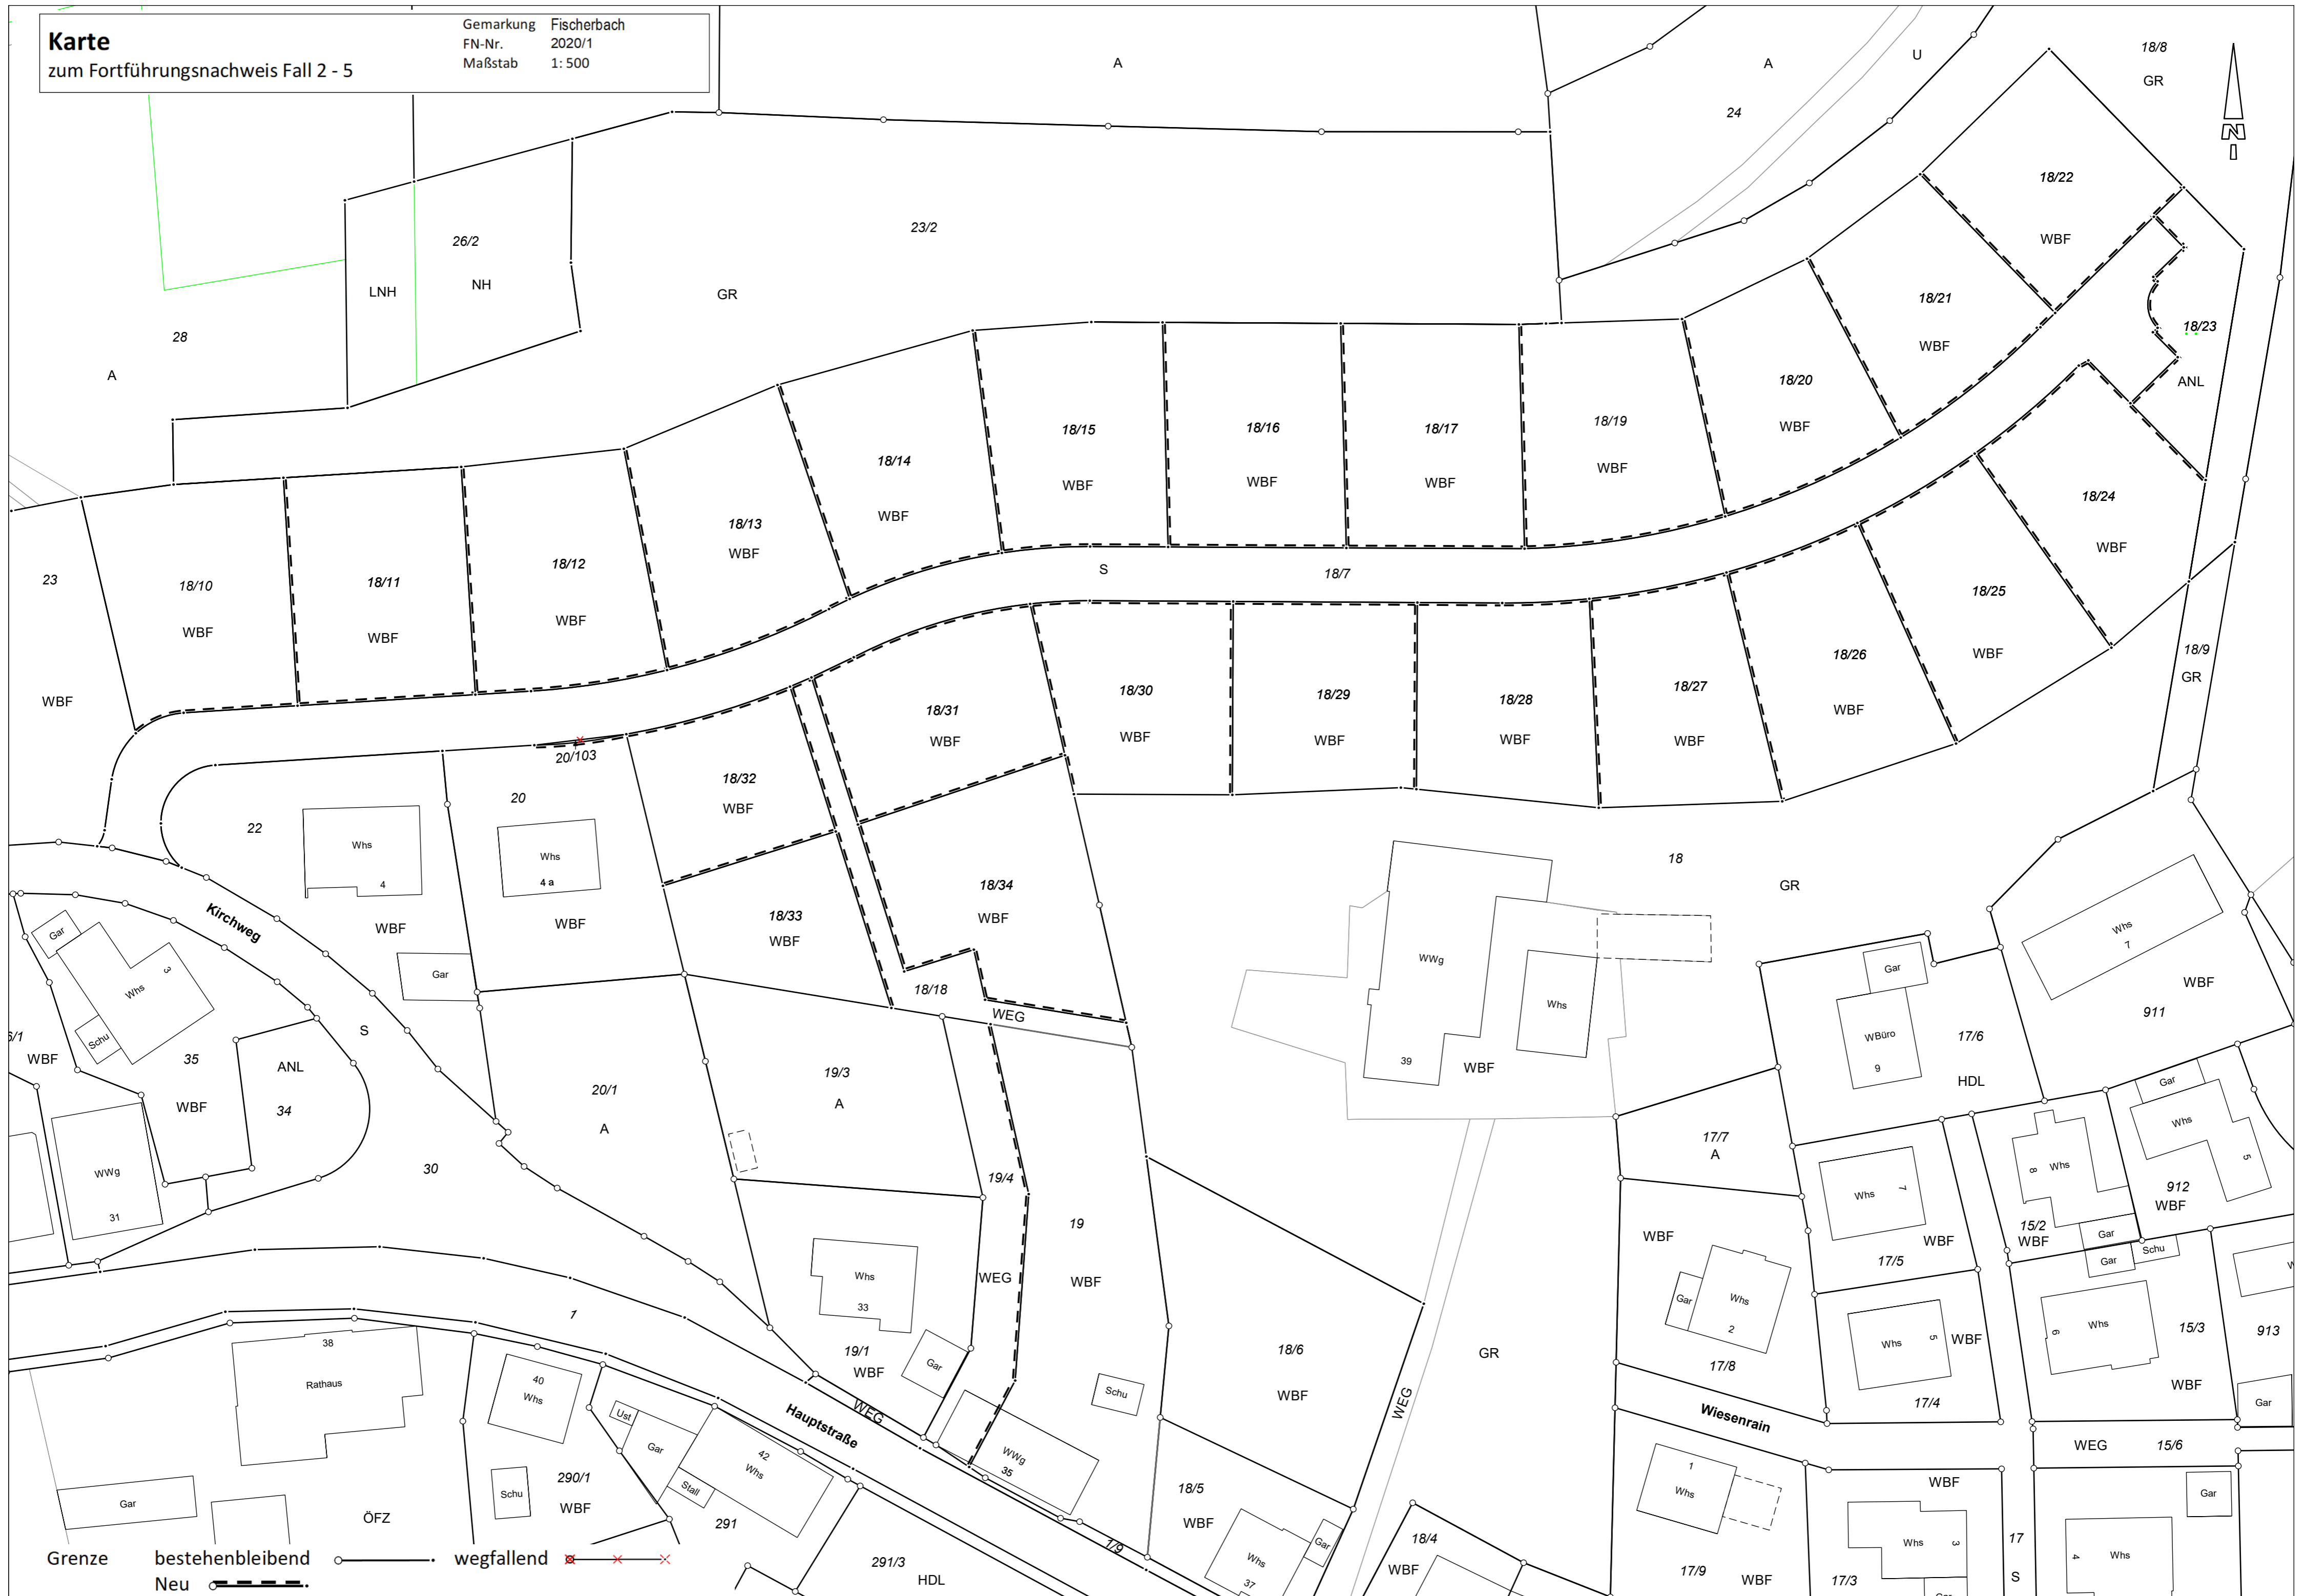 Karte
zum Fortführungsnachweis Fall 2 - 5
Gemarkung Fischerbach
FN-Nr. 2020/1
Maßstab 1: 500
A
A
U
24
18/8
GR
N
26/2
NH
LNH
23/2
GR
28
A
18/22
WBF
18/21
WBF
18/23
ANL
18/20
WBF
18/19
WBF
18/17
WBF
18/16
WBF
18/15
WBF
18/14
WBF
18/13
WBF
18/12
WBF
18/11
WBF
18/10
WBF
23
WBF
S
18/7
18/24
WBF
18/25
WBF
18/26
WBF
18/27
WBF
18/28
WBF
18/29
WBF
18/30
WBF
18/31
WBF
18/32
WBF
18/33
WBF
18/34
WBF
18/9
GR
20/103
20
Whs
4 a
WBF
22
Whs
4
WBF
Gar
Kirchweg
Gar
Whs
3
Schu
35
WBF
ANL
34
S
30
6/1
WBF
WWg
31
18/18
WEG
19/3
A
20/1
A
19/4
WEG
19
WBF
Whs
33
19/1
WBF
Gar
WEG
Schu
WWg
35
18
GR
WWg
Whs
39
WBF
Whs
7
WBF
911
Gar
WBüro
9
17/6
HDL
17/7
A
Whs
7
WBF
17/5
Whs
8
15/2
WBF
Gar
Whs
5
912
WBF
Gar
Gar
Schu
WBF
Gar
Whs
2
17/8
Whs
5
WBF
17/4
Whs
6
15/3
WBF
913
Gar
18/6
WBF
GR
WEG
Wiesenrain
WEG 15/6
1
Hauptstraße
38
Rathaus
Gar
ÖFZ
40
Whs
Schu
290/1
WBF
Ust
Gar
Stall
42
Whs
291
291/3
HDL
1/9
18/5
WBF
Whs
37
Gar
18/4
WBF
1
Whs
17/9
WBF
WBF
Whs
3
17/3
Gar
17
S
Whs
4
Gar
Grenze bestehenbleibend wegfallend
Neu